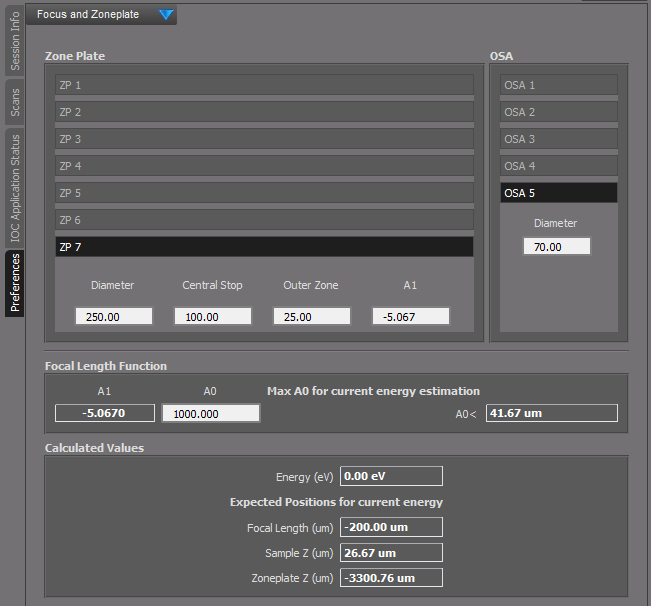 Focus and Zoneplate
Session Info
Scans
IOC Application Status
Preferences
Zone Plate
ZP 1
ZP 2
ZP 3
ZP 4
ZP 5
ZP 6
ZP 7
Diameter Central Stop Outer Zone A1
250.00 100.00 25.00 -5.067
OSA
OSA 1
OSA 2
OSA 3
OSA 4
OSA 5
Diameter
70.00
Focal Length Function
A1 A0 Max A0 for current energy estimation
-5.0670 1000.000 A0< 41.67 um
Calculated Values
Energy (eV) 0.00 eV
Expected Positions for current energy
Focal Length (um) -200.00 um
Sample Z (um) 26.67 um
Zoneplate Z (um) -3300.76 um